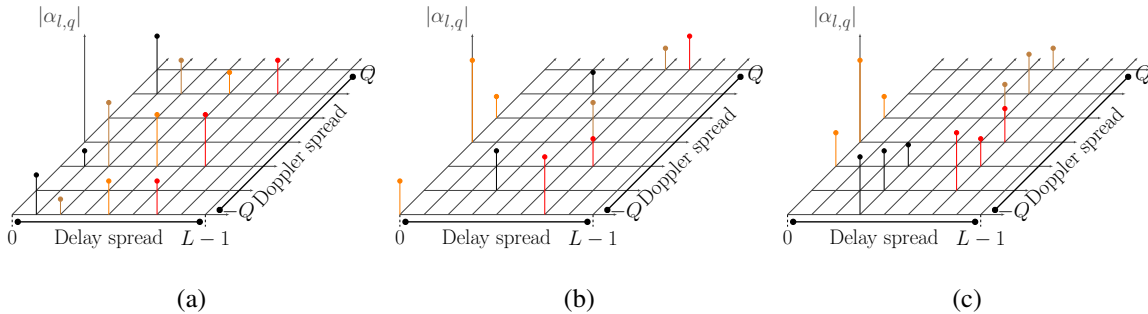 |α_{l,q}|
Q
Doppler spread
−Q
0
Delay spread
L − 1
(a)
|α_{l,q}|
Q
Doppler spread
−Q
0
Delay spread
L − 1
(b)
|α_{l,q}|
Q
Doppler spread
−Q
0
Delay spread
L − 1
(c)